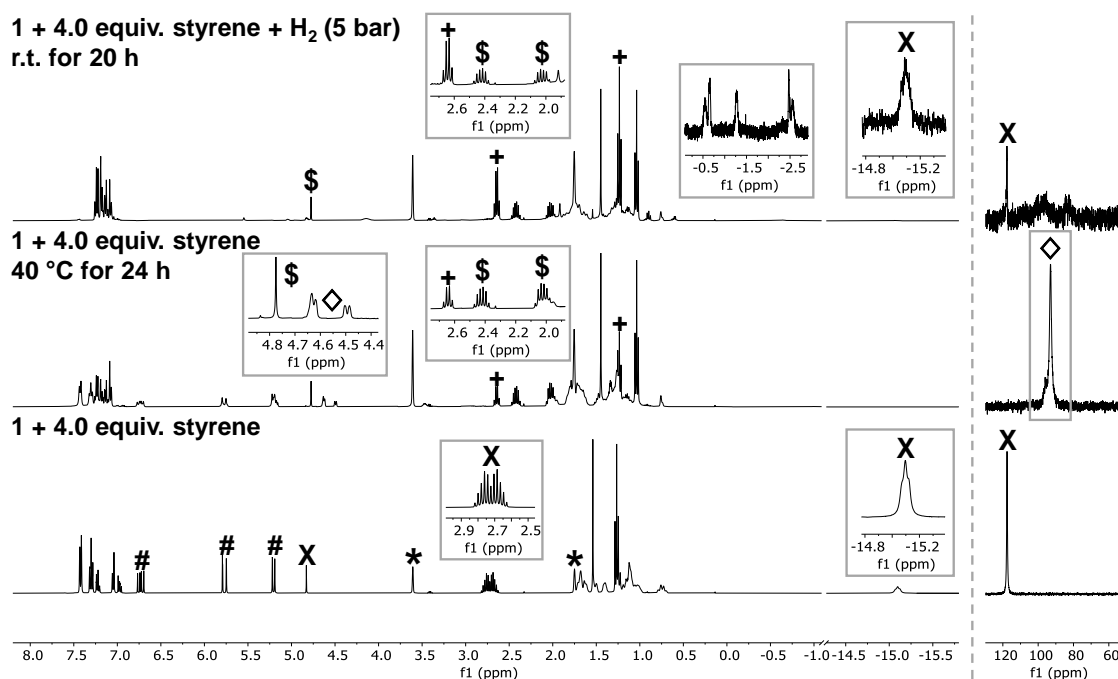 1 + 4.0 equiv. styrene + H₂ (5 bar)
r.t. for 20 h
+
$
$
2.6 2.4 2.2 2.0
f1 (ppm)
+
-0.5 -1.5 -2.5
f1 (ppm)
X
-14.8 -15.2
f1 (ppm)
X
$
+
1 + 4.0 equiv. styrene
40 °C for 24 h
$
◇
4.8 4.7 4.6 4.5 4.4
f1 (ppm)
+
$
$
2.6 2.4 2.2 2.0
f1 (ppm)
+
+
◇
1 + 4.0 equiv. styrene
X
2.9 2.7 2.5
f1 (ppm)
X
-14.8 -15.2
f1 (ppm)
X
#
#
#
X
*
*
8.0 7.5 7.0 6.5 6.0 5.5 5.0 4.5 4.0 3.5 3.0 2.5 2.0 1.5 1.0 0.5 0.0 -0.5 -1.0 -14.5 -15.0 -15.5
f1 (ppm)
120 100 80 60
f1 (ppm)